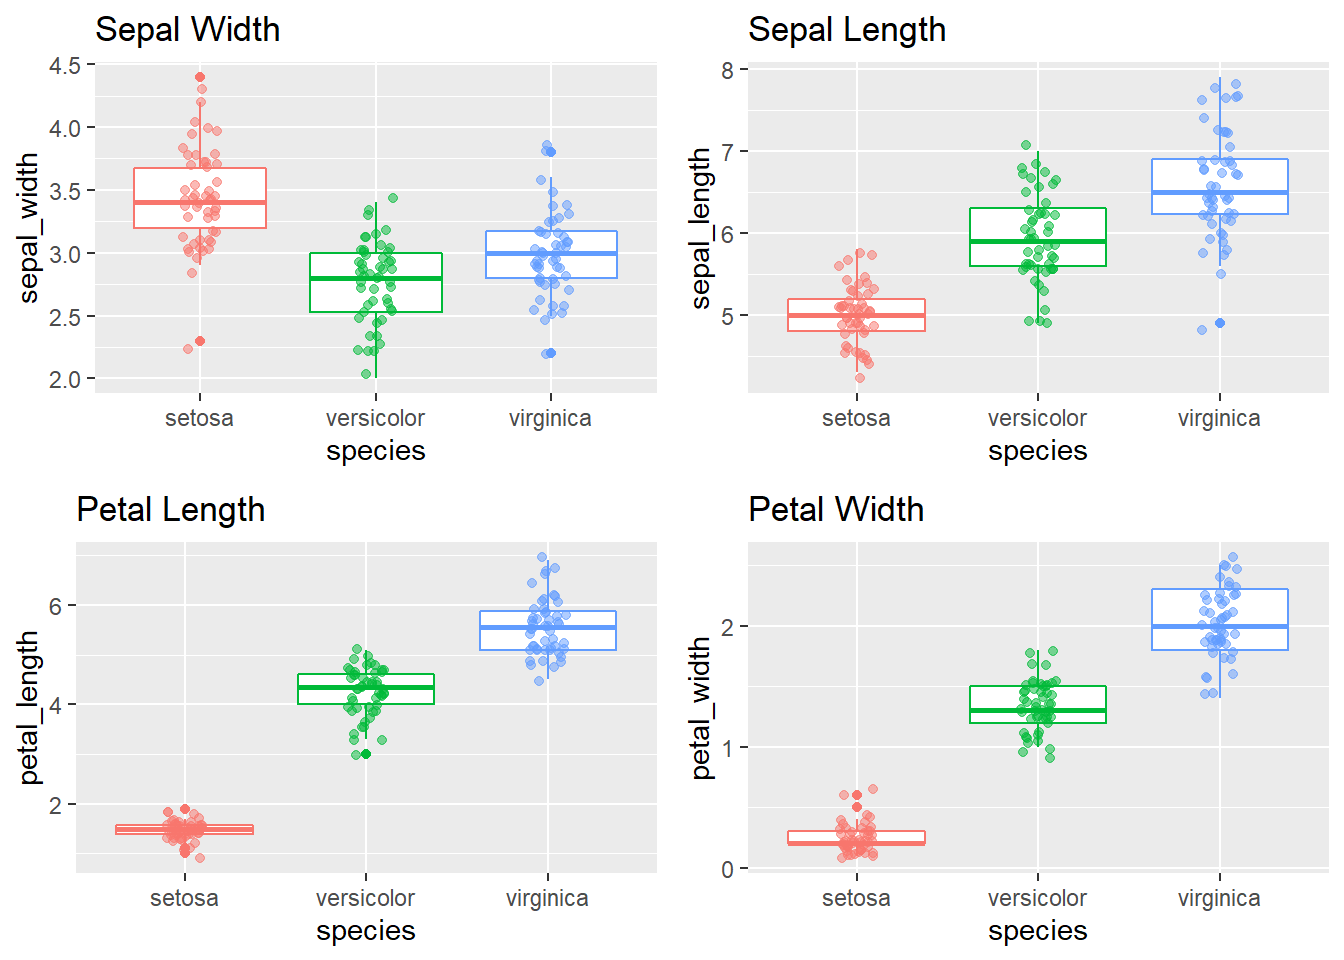 Sepal Width
4.5
4.0
3.5
3.0
2.5
2.0
sepal_width
setosa versicolor virginica
species
Sepal Length
8
7
6
5
sepal_length
setosa versicolor virginica
species
Petal Length
6
4
2
petal_length
setosa versicolor virginica
species
Petal Width
2
1
0
petal_width
setosa versicolor virginica
species